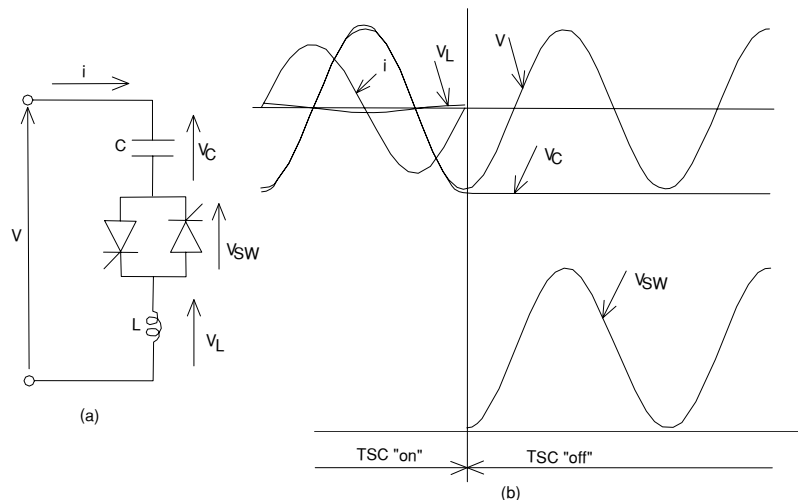 i
C
V_C
V
V_SW
L
V_L
(a)
i
V_L
V
V_C
V_SW
TSC "on"
TSC "off"
(b)